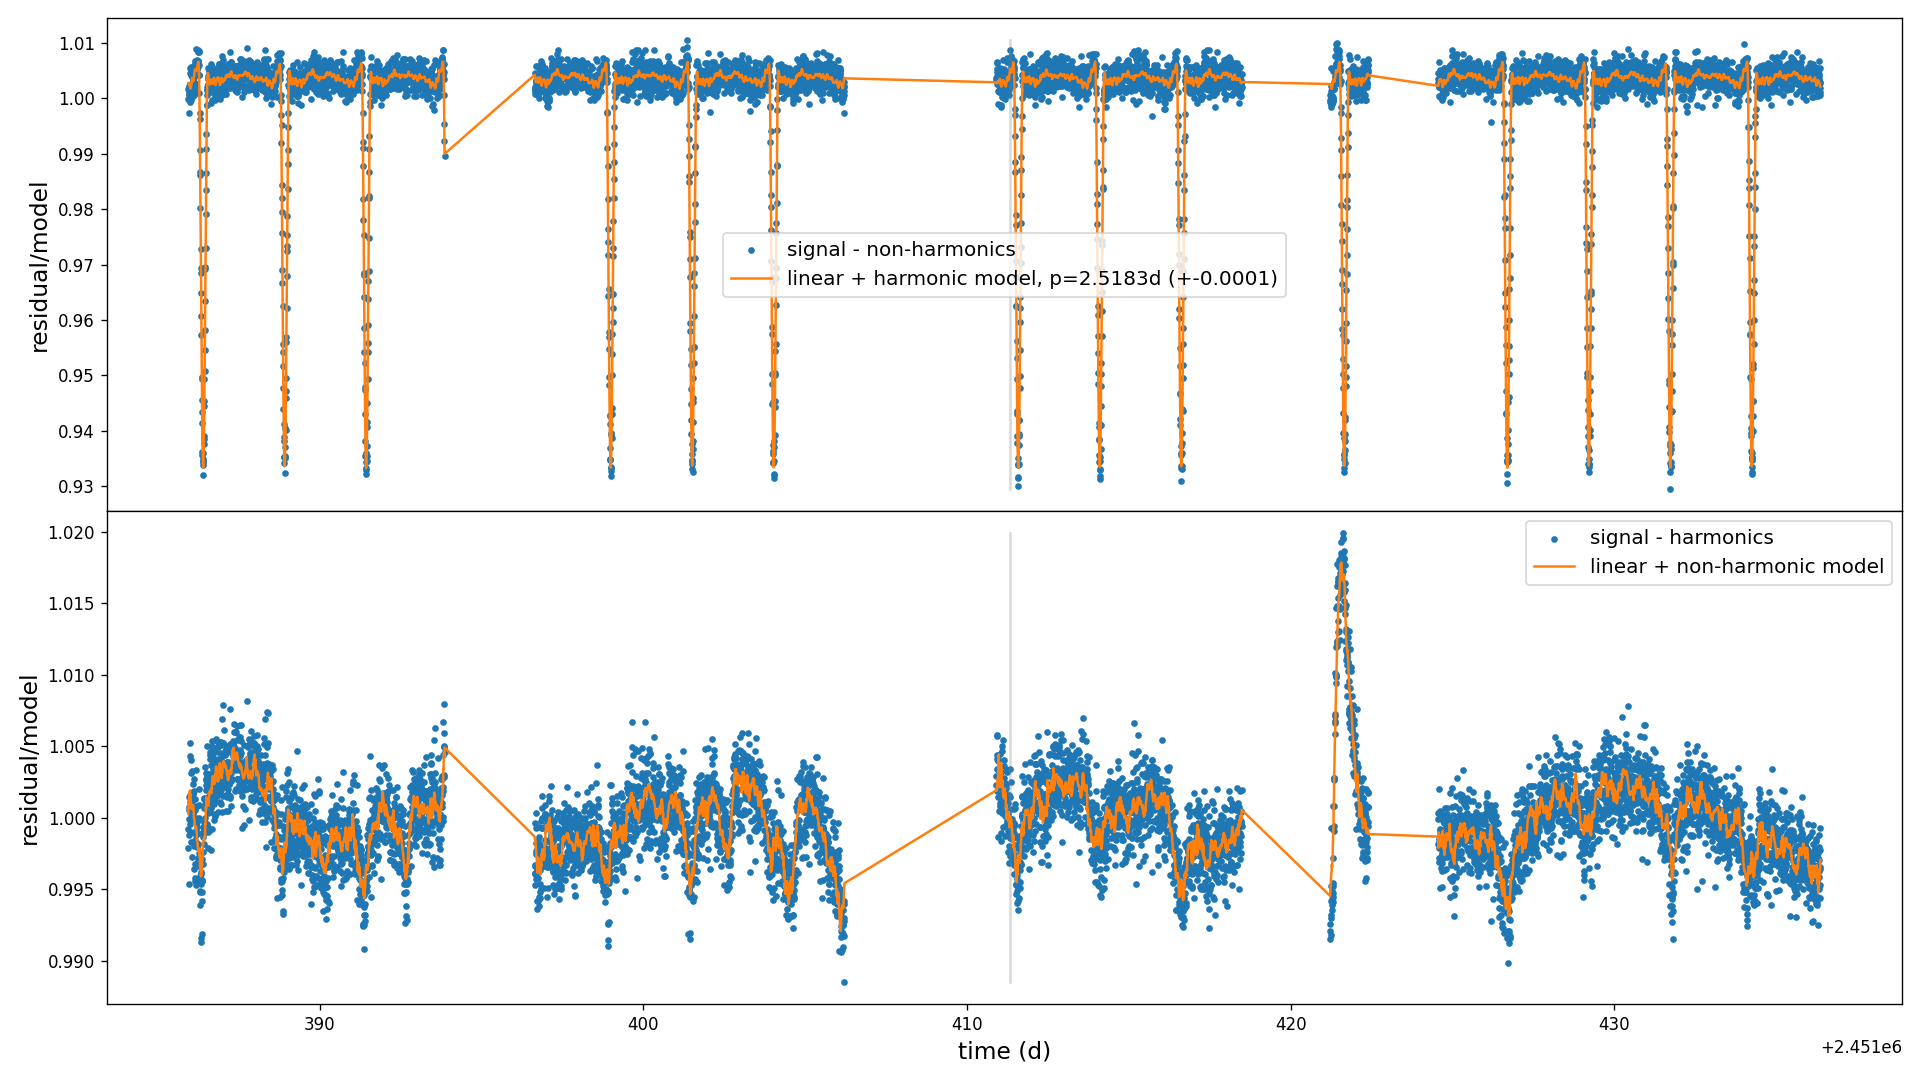 1.01
1.00
0.99
0.98
0.97
0.96
0.95
0.94
0.93
residual/model
signal - non-harmonics
linear + harmonic model, p=2.5183d (+-0.0001)
1.020
1.015
1.010
1.005
1.000
0.995
0.990
residual/model
signal - harmonics
linear + non-harmonic model
390
400
410
420
430
time (d)
+2.451e6